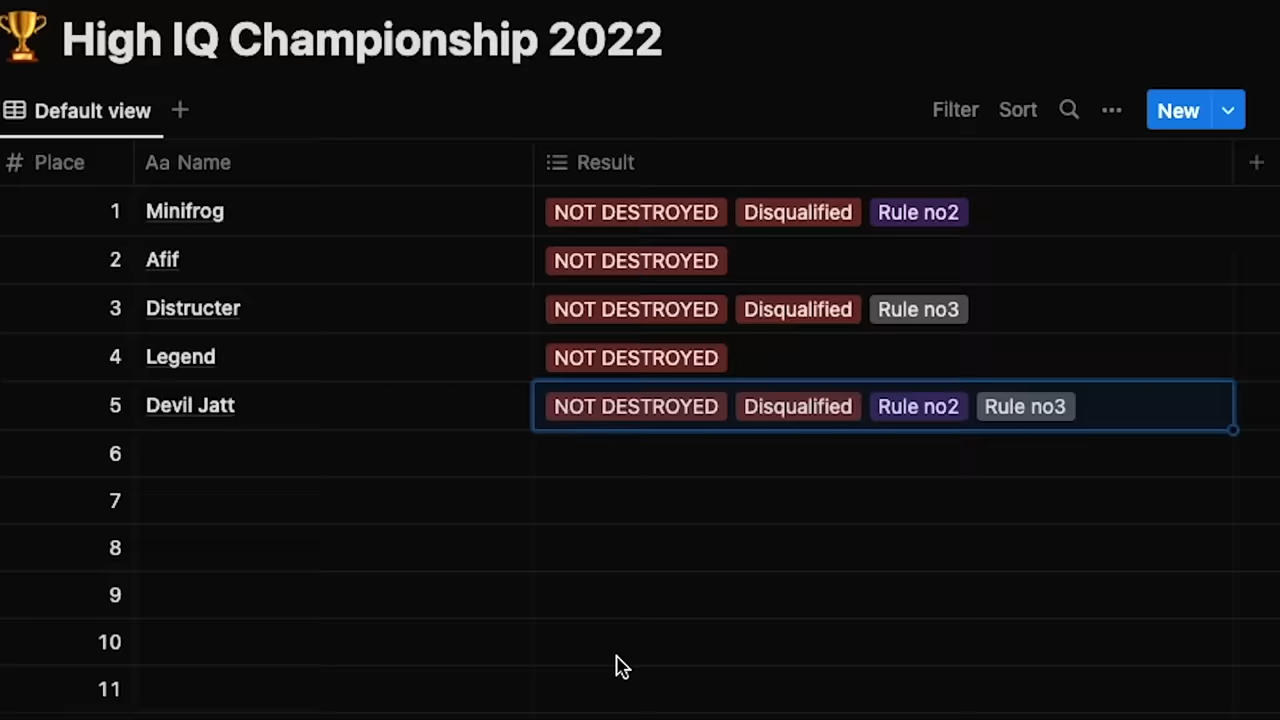 🏆 High IQ Championship 2022
Default view +
Filter Sort ••• New
# Place Aa Name Result +
1 Minifrog NOT DESTROYED Disqualified Rule no2
2 Afif NOT DESTROYED
3 Distructer NOT DESTROYED Disqualified Rule no3
4 Legend NOT DESTROYED
5 Devil Jatt NOT DESTROYED Disqualified Rule no2 Rule no3
6
7
8
9
10
11